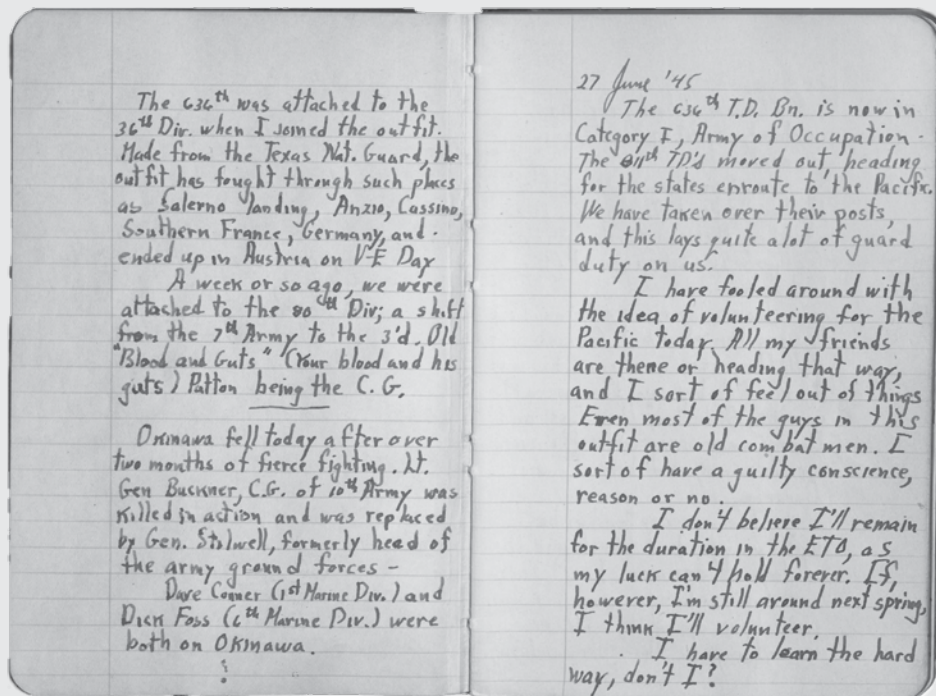 The 636th was attached to the
36th Div. when I joined the outfit.
Made from the Texas Nat. Guard, the
outfit has fought through such places
as Salerno landing, Anzio, Cassino,
Southern France, Germany, and
ended up in Austria on V-E Day
A week or so ago, we were
attached to the 80th Div; a shift
from the 7th Army to the 3'd. Old
"Blood and Guts" (Your blood and his
guts) Patton being the C.G.
Okinawa fell today after over
two months of fierce fighting. Lt.
Gen Buckner, C.G. of 10th Army was
killed in action and was replaced
by Gen. Stilwell, formerly head of
the army ground forces -
Dave Conner (1st Marine Div.) and
Dick Foss (6th Marine Div.) were
both on Okinawa.
27 June '45
The 636th T.D. Bn. is now in
Category I, Army of Occupation.
The TD's moved out heading
for the states enroute to the Pacific.
We have taken over their posts,
and this lays quite a lot of guard
duty on us.
I have fooled around with
the idea of volunteering for the
Pacific today. All my friends
are there or heading that way,
and I sort of feel out of things
Even most of the guys in this
outfit are old combat men. I
sort of have a guilty conscience,
reason or no.
I don't believe I'll remain
for the duration in the ETO, as
my luck can't hold forever. If,
however, I'm still around next spring,
I think I'll volunteer.
I have to learn the hard
way, don't I?